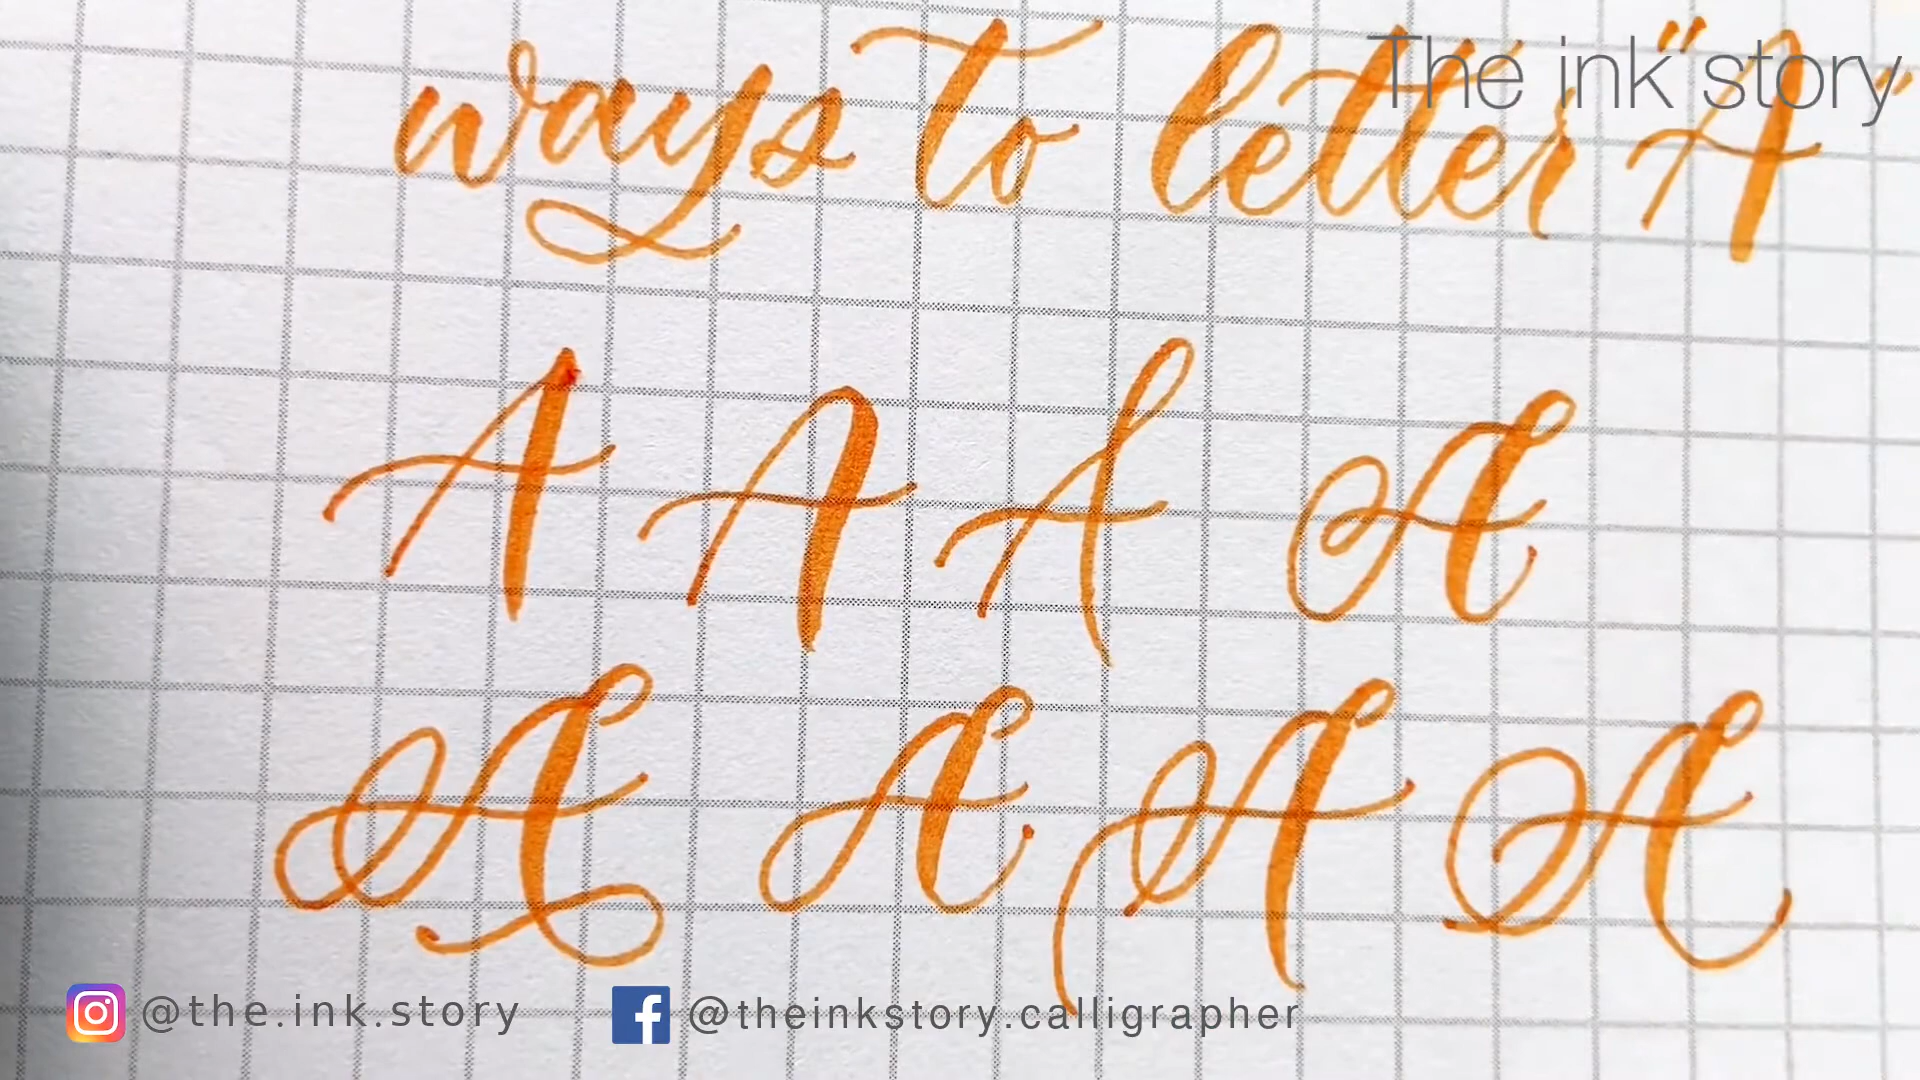 The ink story
ways to letter "A"
A A A A
A A A A
@the.ink.story @theinkstory.calligrapher